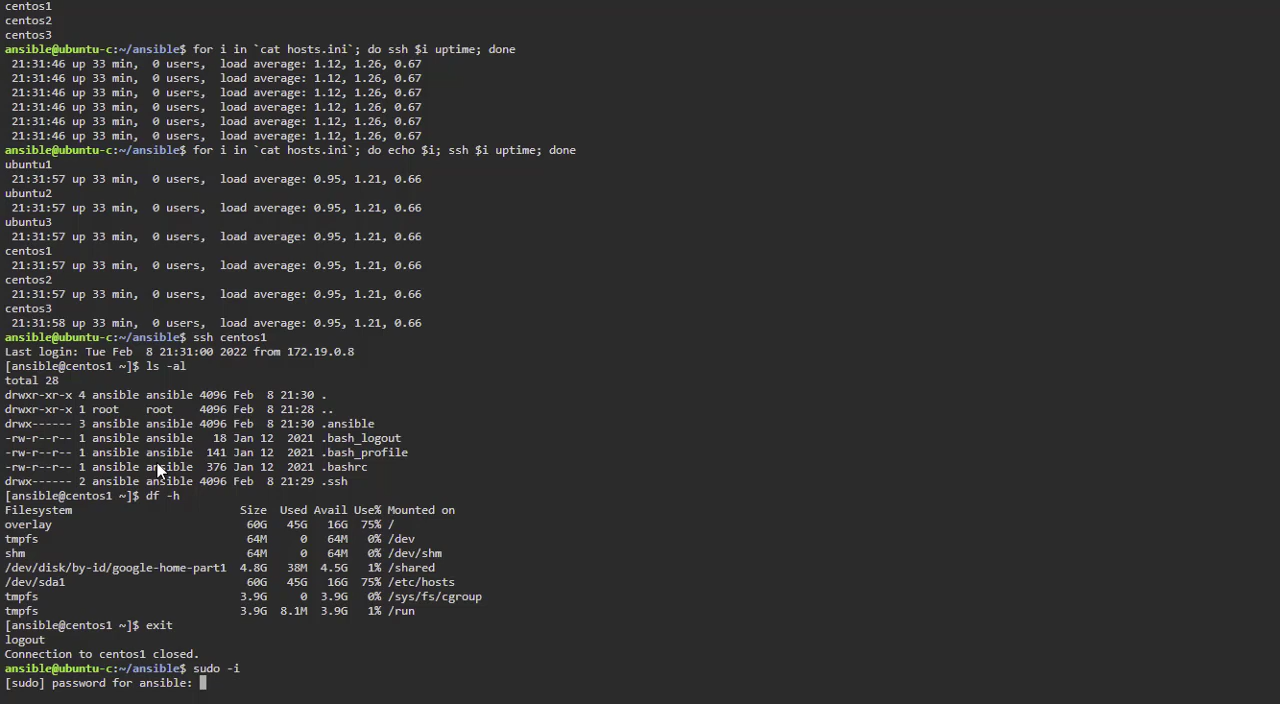 centos1
centos2
centos3
ansible@ubuntu-c:~/ansible$ for i in `cat hosts.ini`; do ssh $i uptime; done
 21:31:46 up 33 min,  0 users,  load average: 1.12, 1.26, 0.67
 21:31:46 up 33 min,  0 users,  load average: 1.12, 1.26, 0.67
 21:31:46 up 33 min,  0 users,  load average: 1.12, 1.26, 0.67
 21:31:46 up 33 min,  0 users,  load average: 1.12, 1.26, 0.67
 21:31:46 up 33 min,  0 users,  load average: 1.12, 1.26, 0.67
 21:31:46 up 33 min,  0 users,  load average: 1.12, 1.26, 0.67
ansible@ubuntu-c:~/ansible$ for i in `cat hosts.ini`; do echo $i; ssh $i uptime; done
ubuntu1
 21:31:57 up 33 min,  0 users,  load average: 0.95, 1.21, 0.66
ubuntu2
 21:31:57 up 33 min,  0 users,  load average: 0.95, 1.21, 0.66
ubuntu3
 21:31:57 up 33 min,  0 users,  load average: 0.95, 1.21, 0.66
centos1
 21:31:57 up 33 min,  0 users,  load average: 0.95, 1.21, 0.66
centos2
 21:31:57 up 33 min,  0 users,  load average: 0.95, 1.21, 0.66
centos3
 21:31:58 up 33 min,  0 users,  load average: 0.95, 1.21, 0.66
ansible@ubuntu-c:~/ansible$ ssh centos1
Last login: Tue Feb  8 21:31:00 2022 from 172.19.0.8
[ansible@centos1 ~]$ ls -al
total 28
drwxr-xr-x 4 ansible ansible 4096 Feb  8 21:30 .
drwxr-xr-x 1 root    root    4096 Feb  8 21:28 ..
drwx------ 3 ansible ansible 4096 Feb  8 21:30 .ansible
-rw-r--r-- 1 ansible ansible   18 Jan 12  2021 .bash_logout
-rw-r--r-- 1 ansible ansible  141 Jan 12  2021 .bash_profile
-rw-r--r-- 1 ansible ansible  376 Jan 12  2021 .bashrc
drwx------ 2 ansible ansible 4096 Feb  8 21:29 .ssh
[ansible@centos1 ~]$ df -h
Filesystem                         Size  Used Avail Use% Mounted on
overlay                             60G   45G   16G  75% /
tmpfs                               64M     0   64M   0% /dev
shm                                 64M     0   64M   0% /dev/shm
/dev/disk/by-id/google-home-part1  4.8G   38M  4.5G   1% /shared
/dev/sda1                           60G   45G   16G  75% /etc/hosts
tmpfs                              3.9G     0  3.9G   0% /sys/fs/cgroup
tmpfs                              3.9G  8.1M  3.9G   1% /run
[ansible@centos1 ~]$ exit
logout
Connection to centos1 closed.
ansible@ubuntu-c:~/ansible$ sudo -i
[sudo] password for ansible: